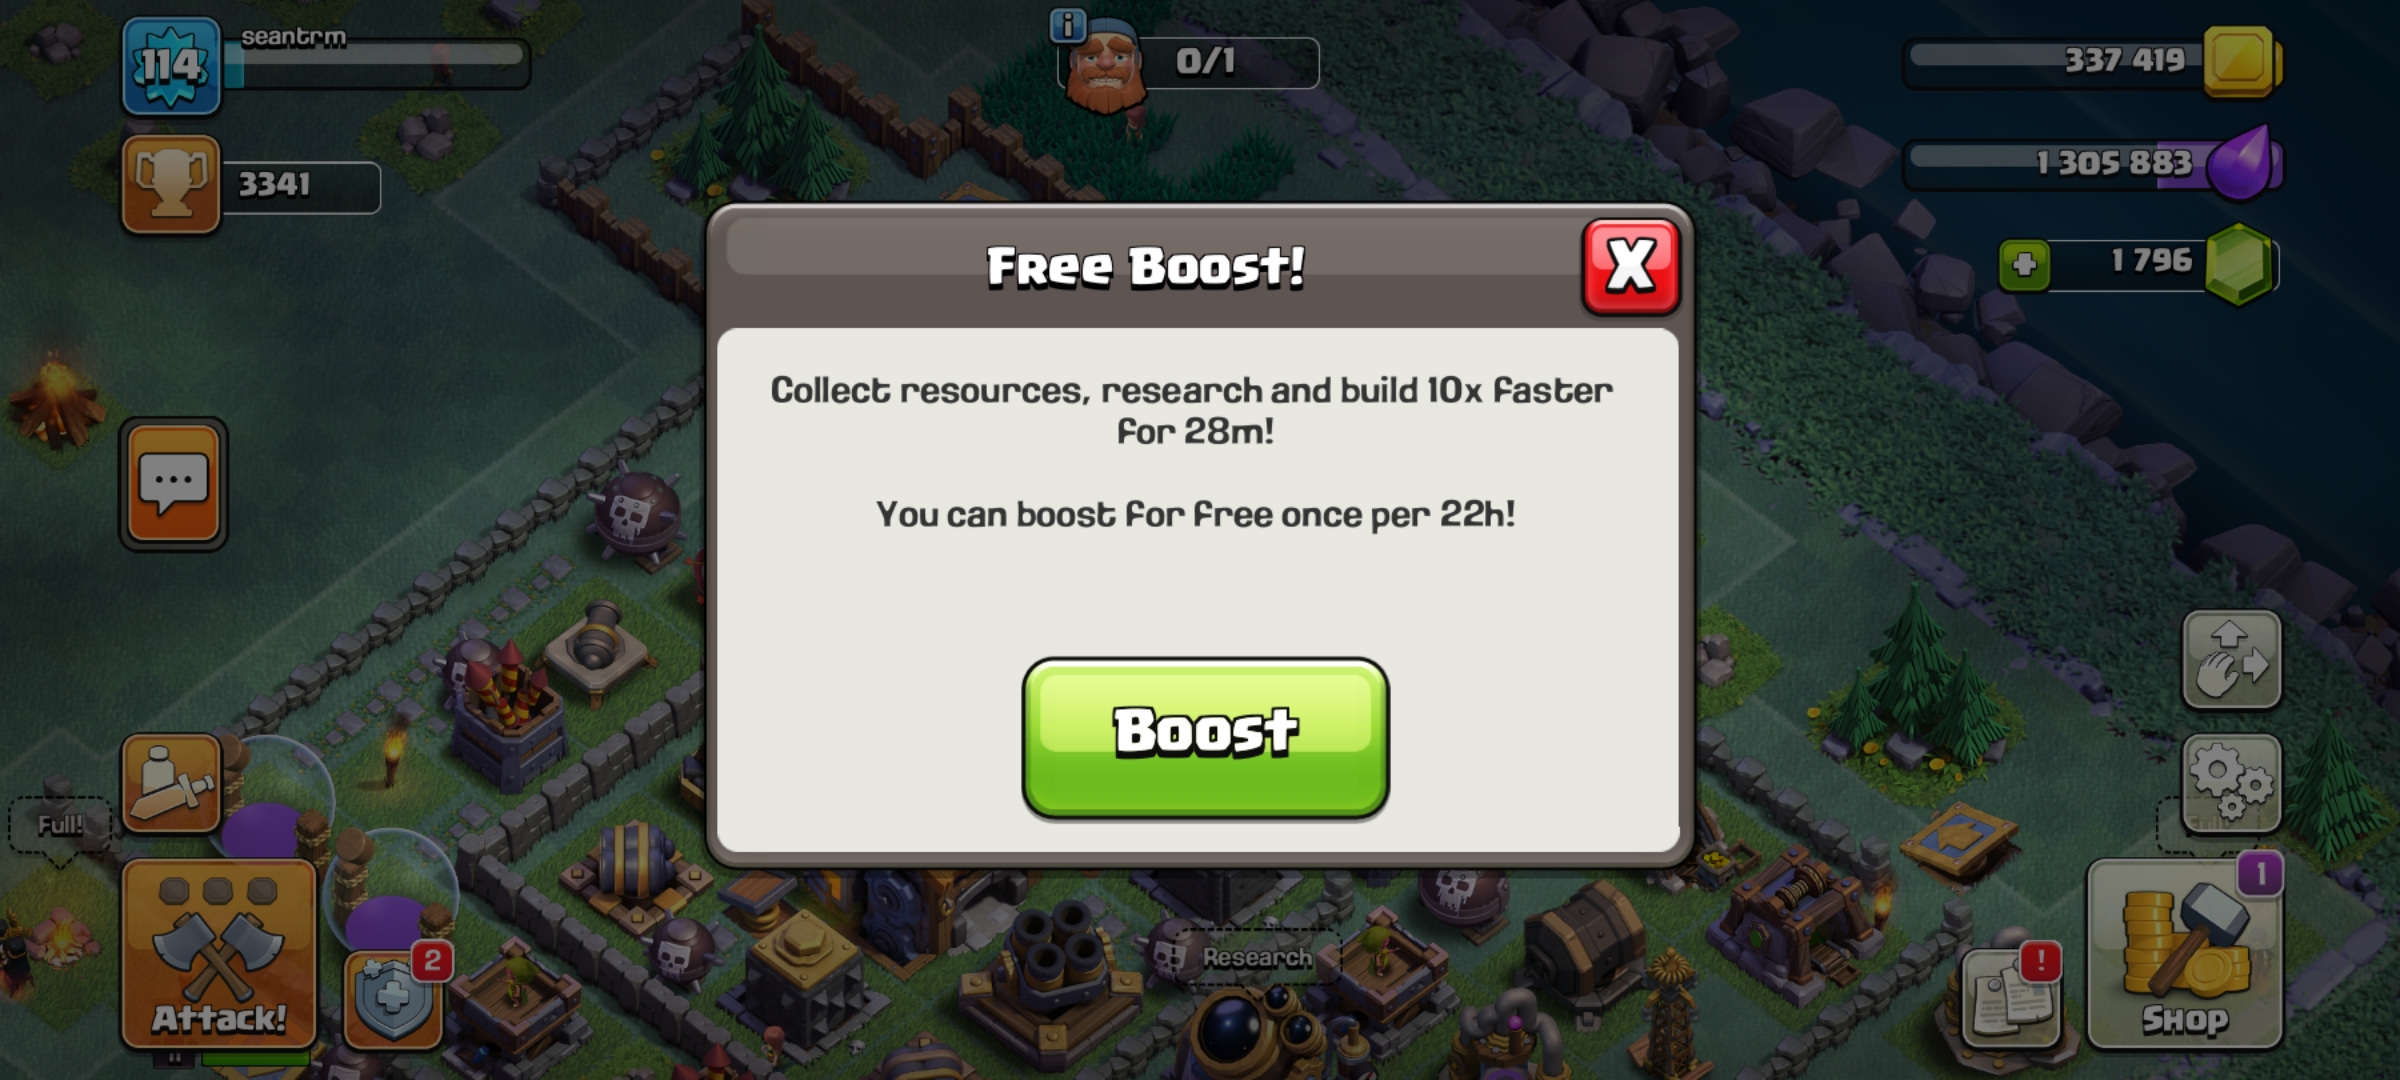 114
seantrm
i
0/1
337 419
3341
1 305 883
1 796
+
Free Boost!
X
Collect resources, research and build 10x faster
for 28m!
You can boost for free once per 22h!
Boost
Full!
1
2
Research
!
Attack!
Shop